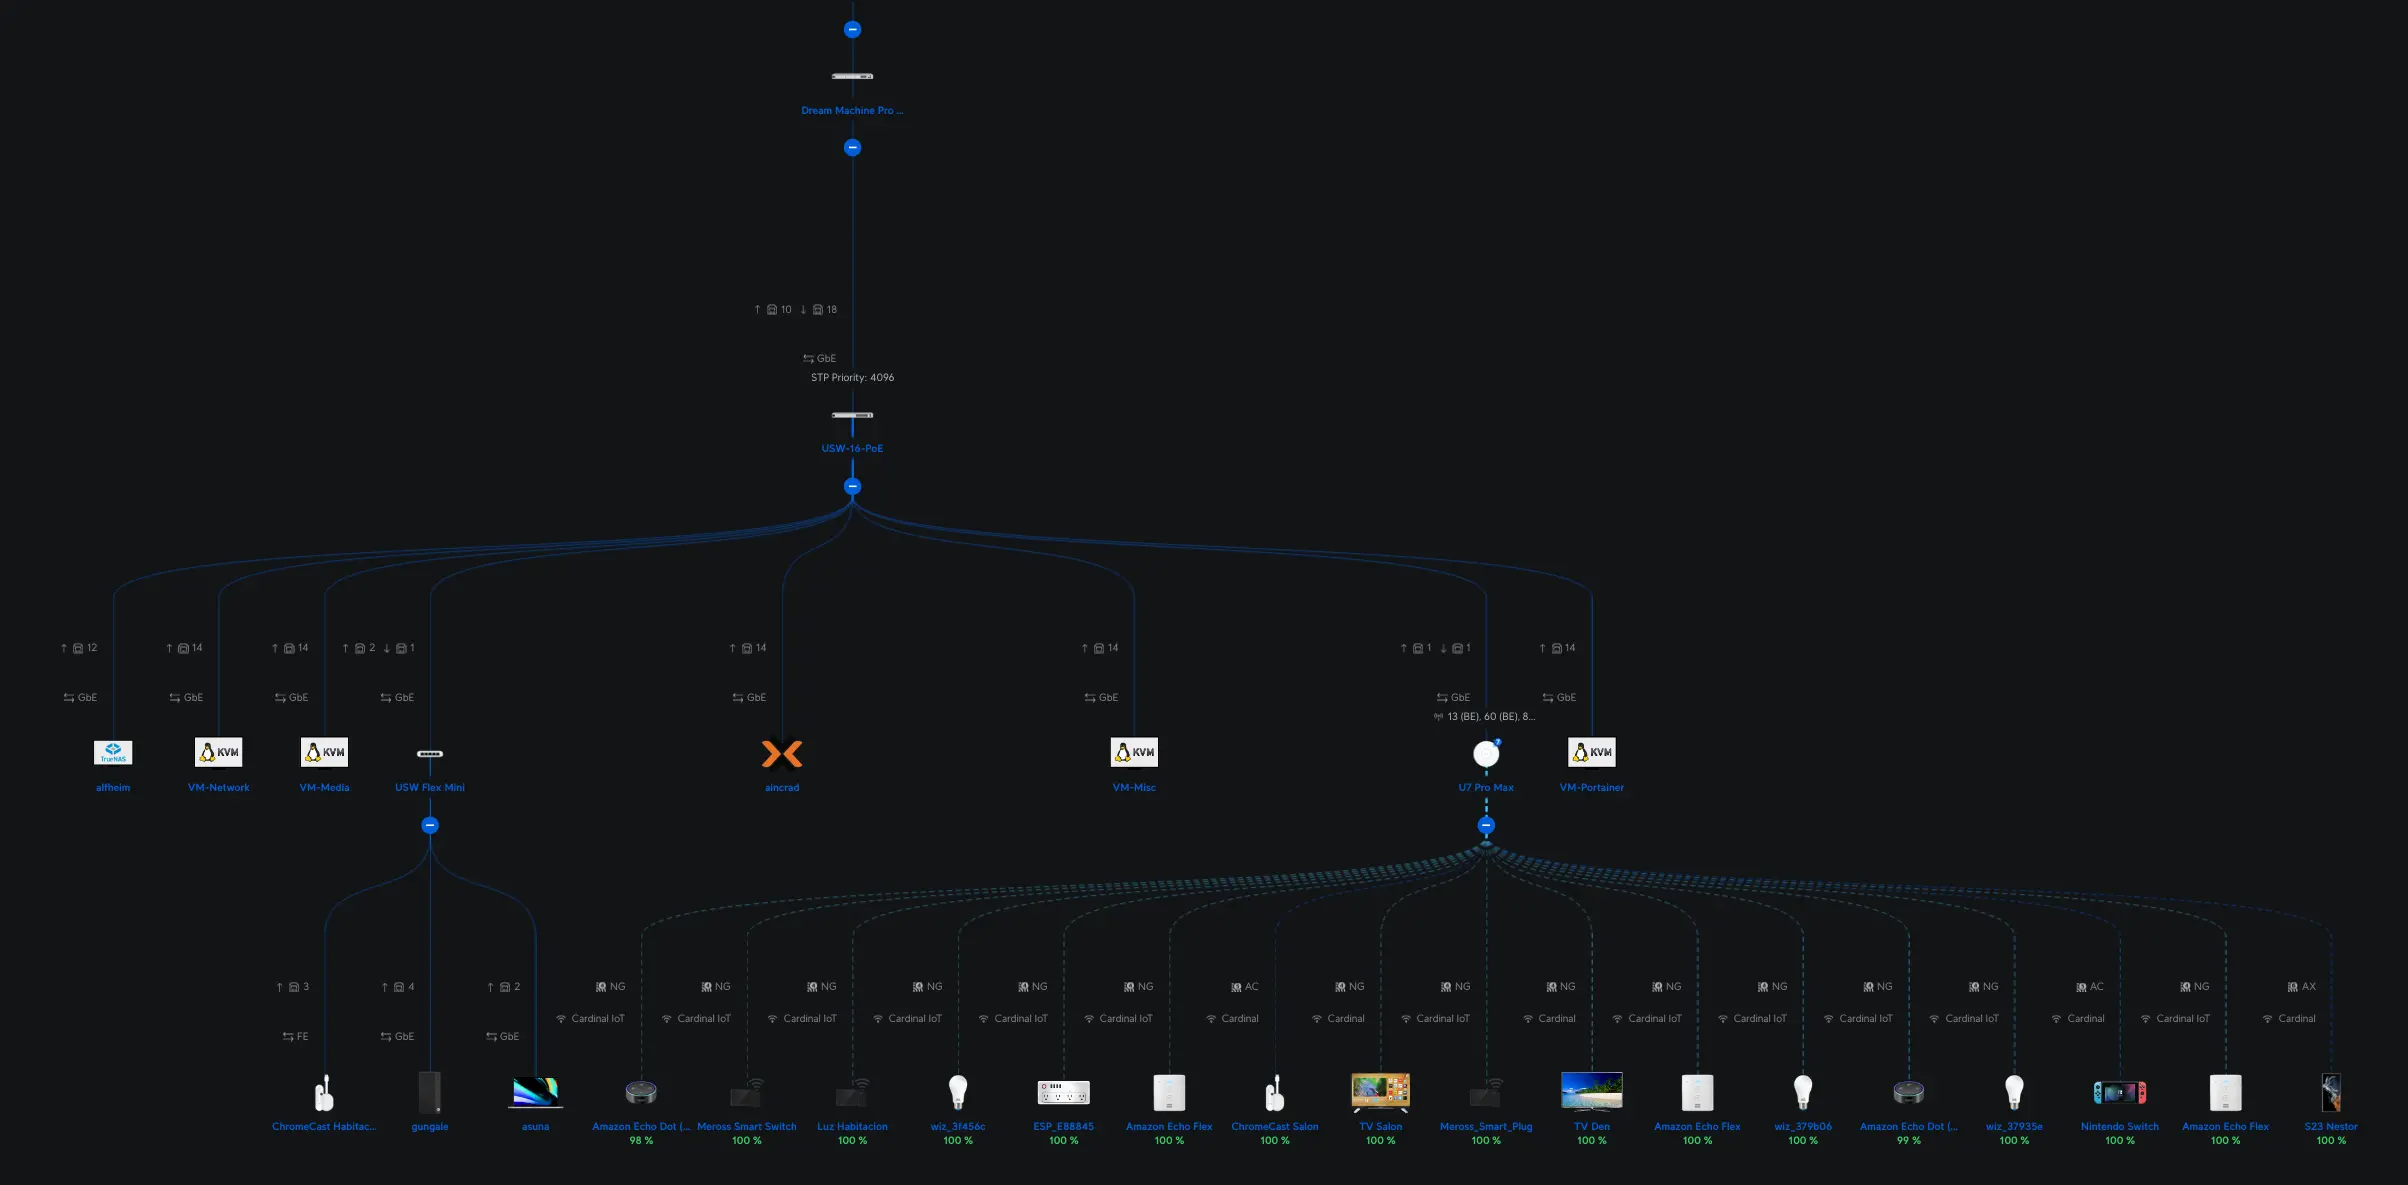 Dream Machine Pro ...
↑ 10 ↓ 18
GbE
STP Priority: 4096
USW-16-PoE
↑ 12
↑ 14
↑ 14
↑ 2 ↓ 1
↑ 14
↑ 14
↑ 1 ↓ 1
↑ 14
GbE
GbE
GbE
GbE
GbE
GbE
GbE
GbE
13 (BE), 60 (BE), 8...
TrueNAS
KVM
KVM
KVM
KVM
alfheim
VM-Network
VM-Media
USW Flex Mini
aincrad
VM-Misc
U7 Pro Max
VM-Portainer
↑ 3
↑ 4
↑ 2
NG
NG
NG
NG
NG
NG
AC
NG
NG
NG
NG
NG
NG
NG
AC
NG
AX
Cardinal IoT
Cardinal IoT
Cardinal IoT
Cardinal IoT
Cardinal IoT
Cardinal IoT
Cardinal
Cardinal
Cardinal IoT
Cardinal
Cardinal IoT
Cardinal IoT
Cardinal IoT
Cardinal IoT
Cardinal
Cardinal IoT
Cardinal
FE
GbE
GbE
ChromeCast Habitac...
gungale
asuna
Amazon Echo Dot (...
Meross Smart Switch
Luz Habitacion
wiz_3f456c
ESP_E88845
Amazon Echo Flex
ChromeCast Salon
TV Salon
Meross_Smart_Plug
TV Den
Amazon Echo Flex
wiz_379b06
Amazon Echo Dot (...
wiz_37935e
Nintendo Switch
Amazon Echo Flex
S23 Nestor
98 %
100 %
100 %
100 %
100 %
100 %
100 %
100 %
100 %
100 %
100 %
100 %
99 %
100 %
100 %
100 %
100 %